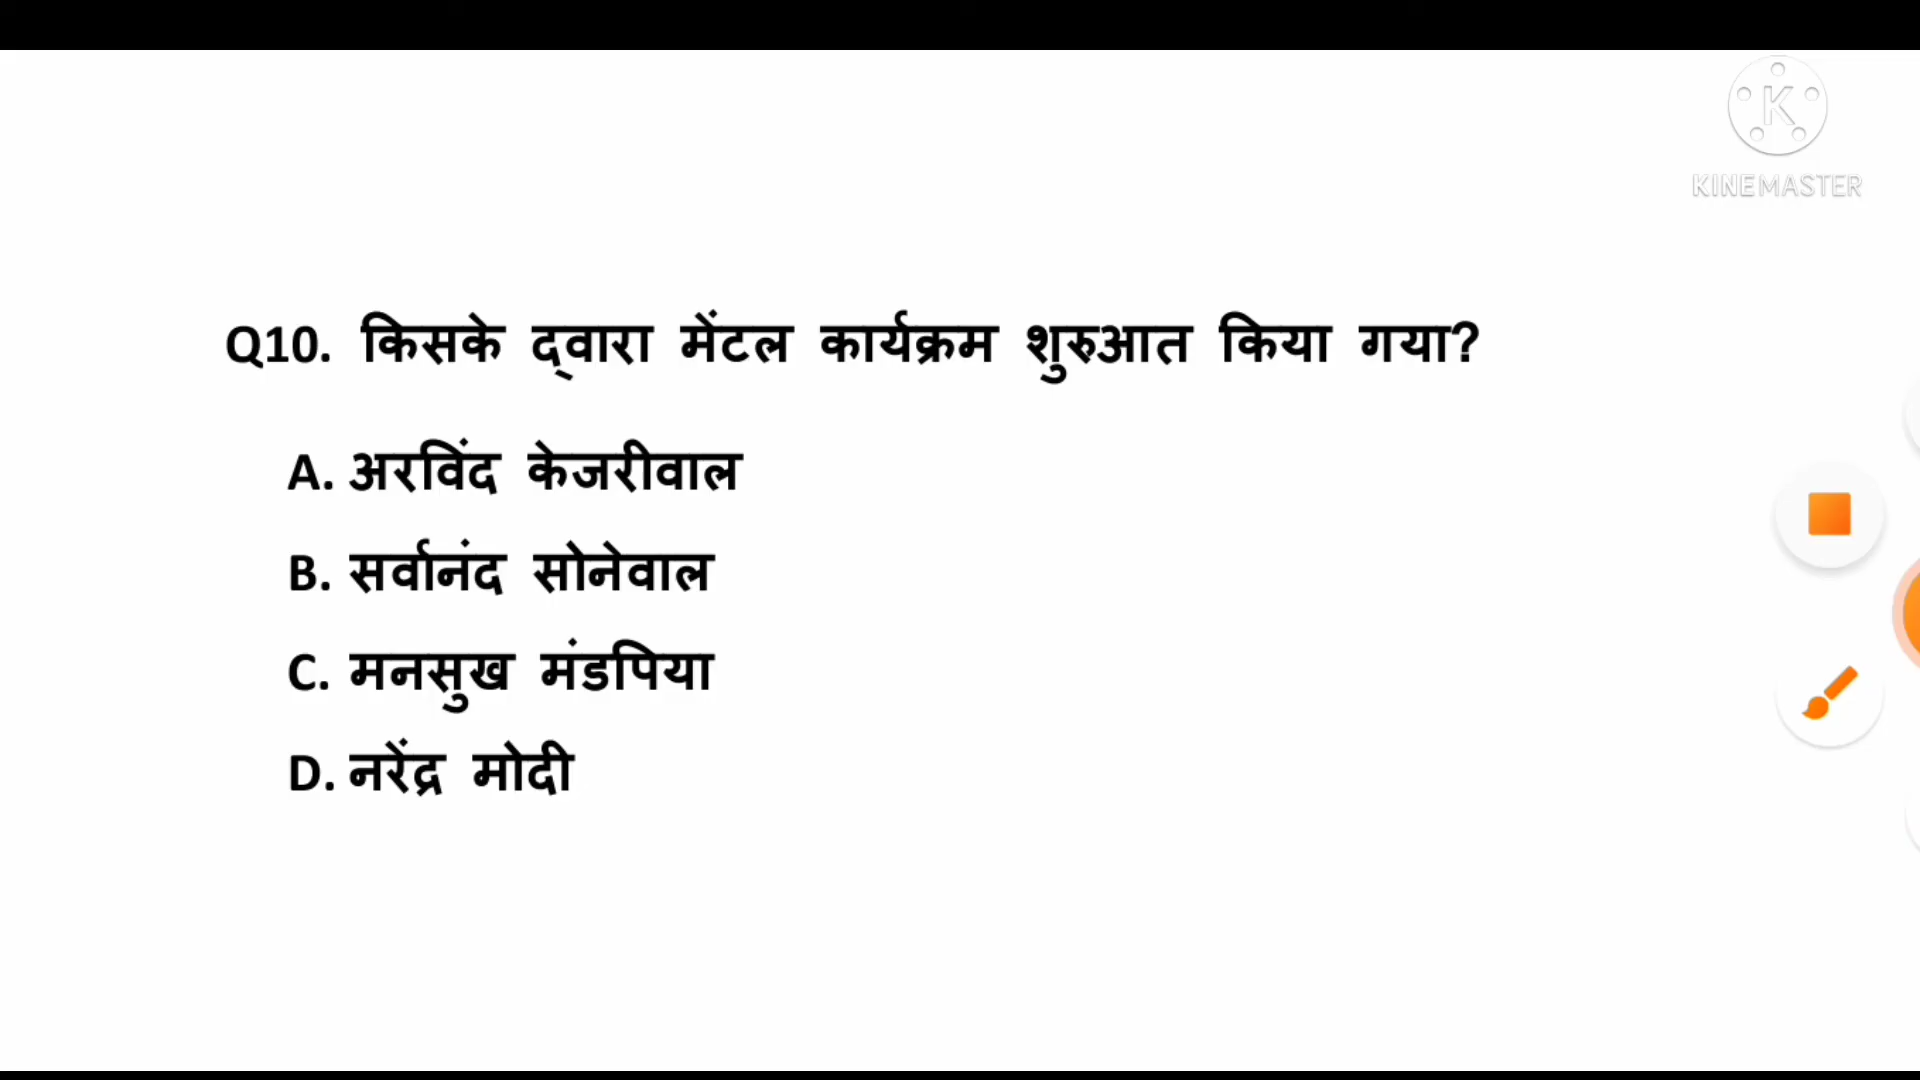 K
KINEMASTER
Q10. किसके द्वारा मेंटल कार्यक्रम शुरुआत किया गया?
A. अरविंद केजरीवाल
B. सर्वानंद सोनेवाल
C. मनसुख मंडपिया
D. नरेंद्र मोदी